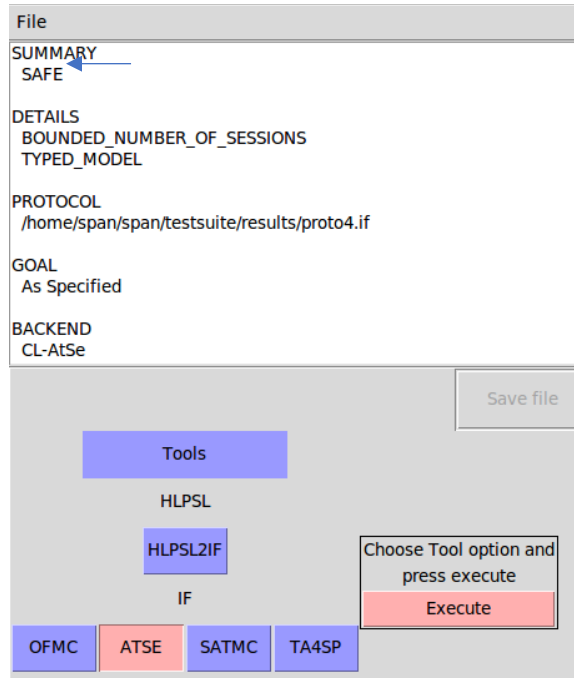 File
SUMMARY
SAFE
DETAILS
BOUNDED_NUMBER_OF_SESSIONS
TYPED_MODEL
PROTOCOL
/home/span/span/testsuite/results/proto4.if
GOAL
As Specified
BACKEND
CL-AtSe
Save file
Tools
HLPSL
HLPSL2IF
Choose Tool option and
press execute
IF
Execute
OFMC ATSE SATMC TA4SP